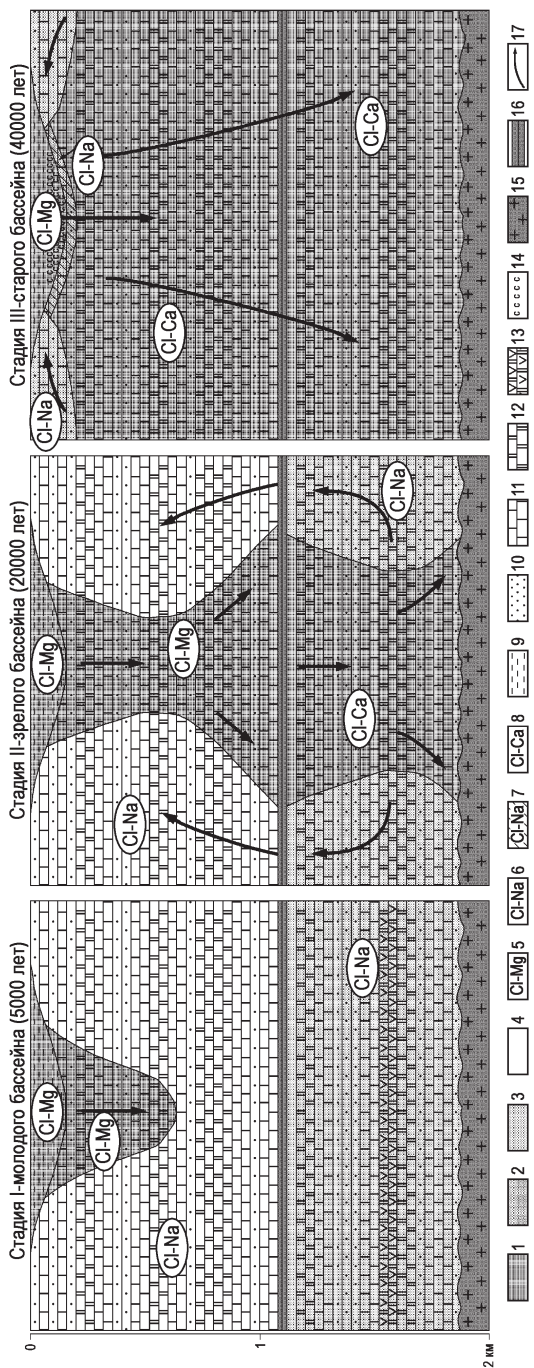 Стадия I-молодого бассейна (5000 лет)
Cl-Mg
Cl-Mg
Cl-Na
Cl-Na
Стадия II-зрелого бассейна (20000 лет)
Cl-Mg
Cl-Mg
Cl-Na
Cl-Ca
Cl-Na
Стадия III-старого бассейна (40000 лет)
Cl-Na
Cl-Mg
Cl-Na
Cl-Ca
Cl-Ca
0
1
2 км
1
2
3
4
Cl-Mg 5
Cl-Na 6
Cl-Na 7
Cl-Ca 8
9
10
11
12
13
14
15
16
17